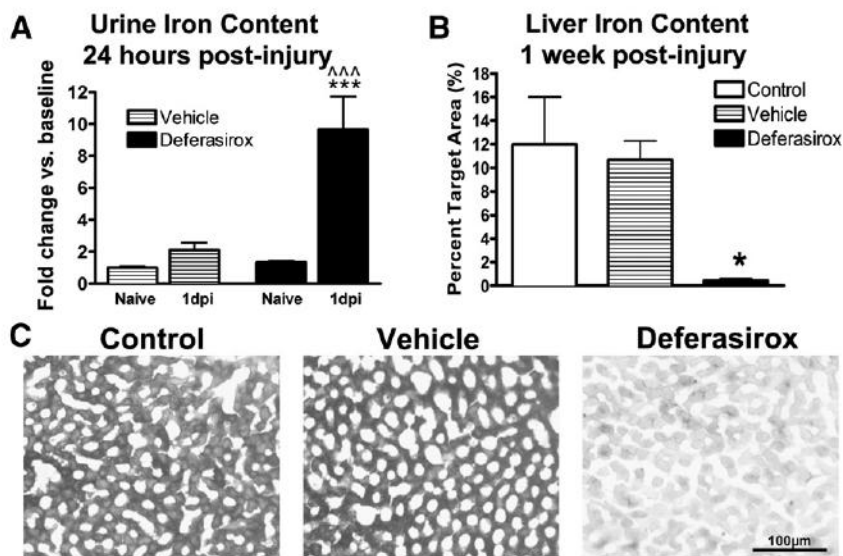 A
Urine Iron Content
24 hours post-injury
Fold change vs. baseline
12
10
8
6
4
2
0
Vehicle
Deferasirox
^^^
***
Naive
1dpi
Naive
1dpi
B
Liver Iron Content
1 week post-injury
Percent Target Area (%)
18
16
14
12
10
8
6
4
2
0
Control
Vehicle
Deferasirox
*
C
Control
Vehicle
Deferasirox
100µm